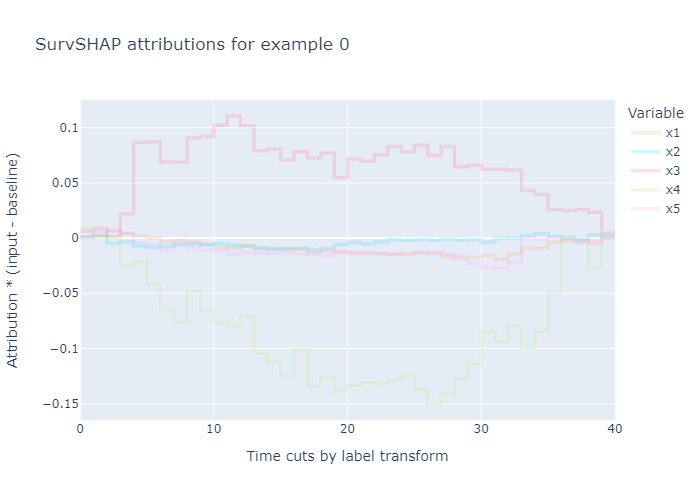 SurvSHAP attributions for example 0
Variable
x1
x2
x3
x4
x5
0.1
0.05
0
−0.05
−0.1
−0.15
Attribution * (input - baseline)
0 10 20 30 40
Time cuts by label transform